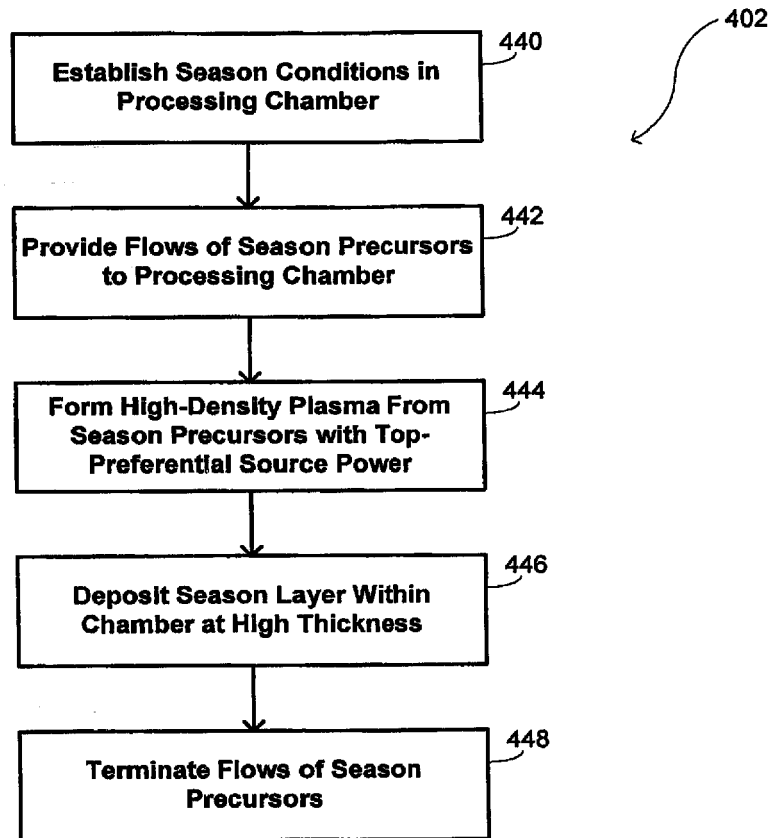 402
440
Establish Season Conditions in
Processing Chamber
442
Provide Flows of Season Precursors
to Processing Chamber
444
Form High-Density Plasma From
Season Precursors with Top-
Preferential Source Power
446
Deposit Season Layer Within
Chamber at High Thickness
448
Terminate Flows of Season
Precursors